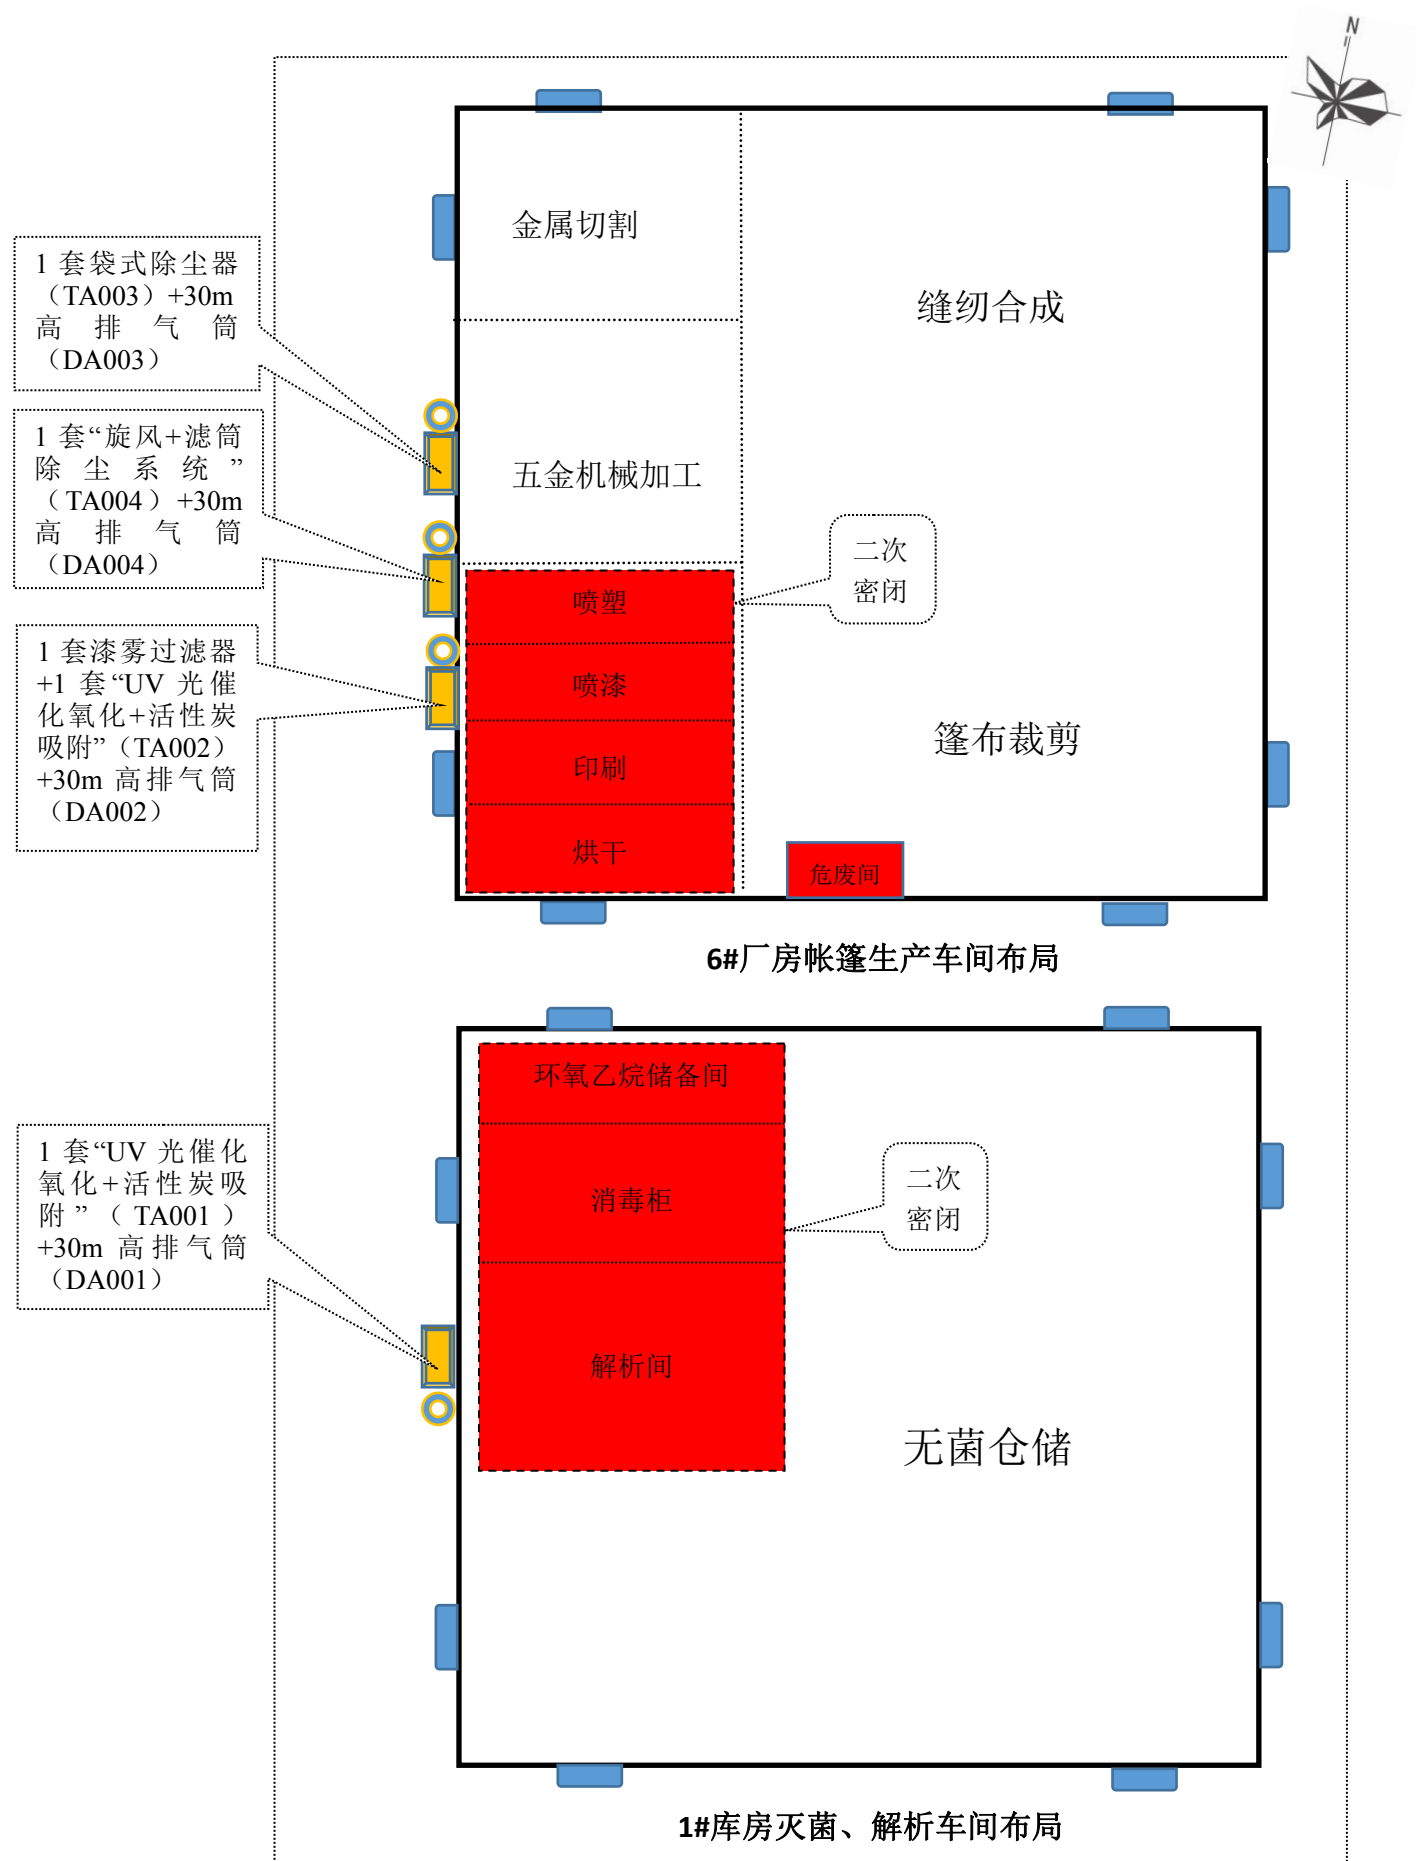 N
金属切割
缝纫合成
1 套袋式除尘器
（TA003）+30m
高排气筒
（DA003）
1 套“旋风+滤筒
除尘系统”
（TA004）+30m
高排气筒
（DA004）
五金机械加工
二次
密闭
喷塑
1 套漆雾过滤器
+1 套“UV 光催
化氧化+活性炭
吸附”（TA002）
+30m 高排气筒
（DA002）
喷漆
印刷
烘干
篷布裁剪
危废间
6#厂房帐篷生产车间布局
环氧乙烷储备间
1 套“UV 光催化
氧化+活性炭吸
附”（TA001）
+30m 高排气筒
（DA001）
消毒柜
二次
密闭
解析间
无菌仓储
1#库房灭菌、解析车间布局